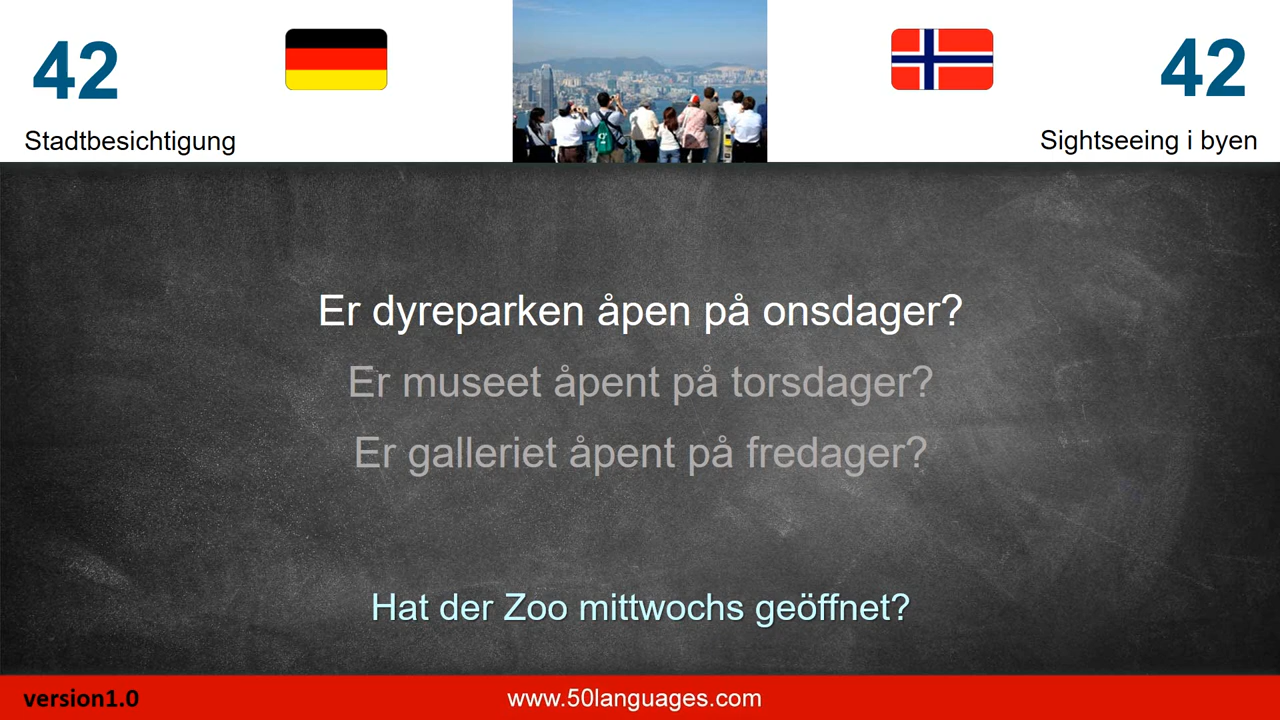 42
42
Stadtbesichtigung
Sightseeing i byen
Er dyreparken åpen på onsdager?
Er museet åpent på torsdager?
Er galleriet åpent på fredager?
Hat der Zoo mittwochs geöffnet?
version1.0
www.50languages.com